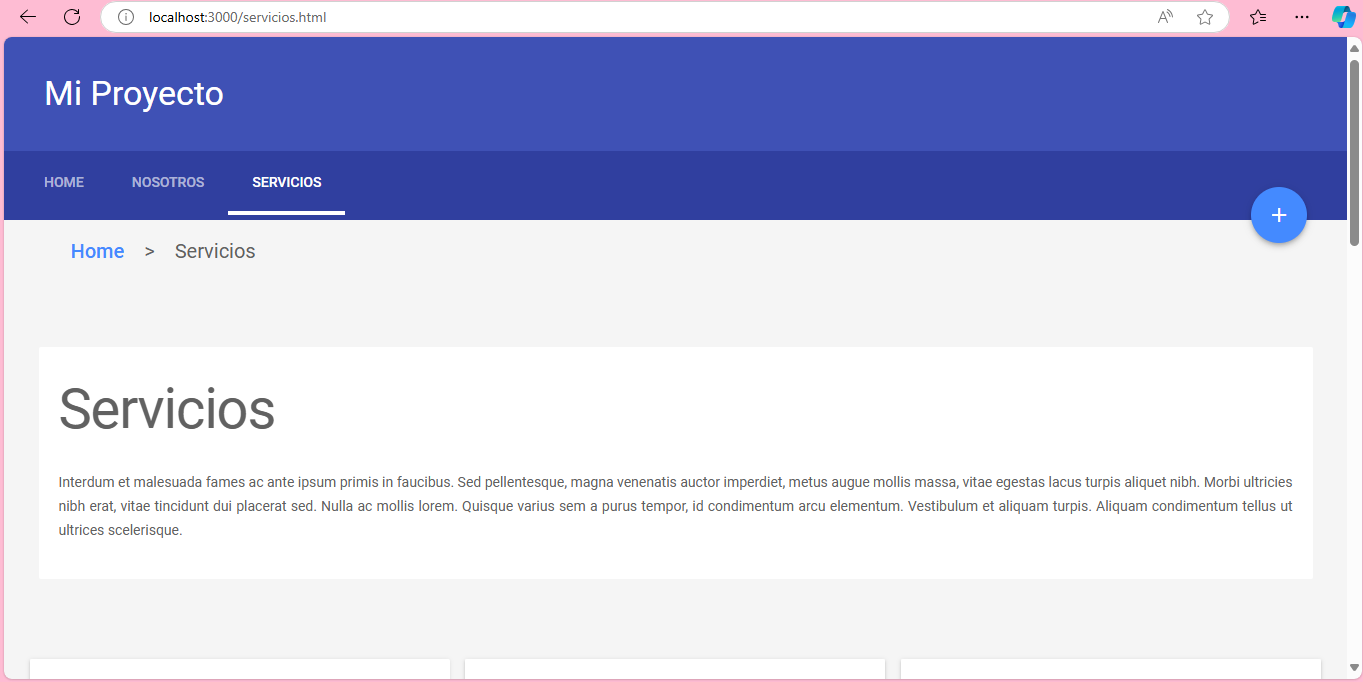 localhost:3000/servicios.html
Mi Proyecto
HOME NOSOTROS SERVICIOS
+
Home > Servicios
Servicios
Interdum et malesuada fames ac ante ipsum primis in faucibus. Sed pellentesque, magna venenatis auctor imperdiet, metus augue mollis massa, vitae egestas lacus turpis aliquet nibh. Morbi ultricies
nibh erat, vitae tincidunt dui placerat sed. Nulla ac mollis lorem. Quisque varius sem a purus tempor, id condimentum arcu elementum. Vestibulum et aliquam turpis. Aliquam condimentum tellus ut
ultrices scelerisque.